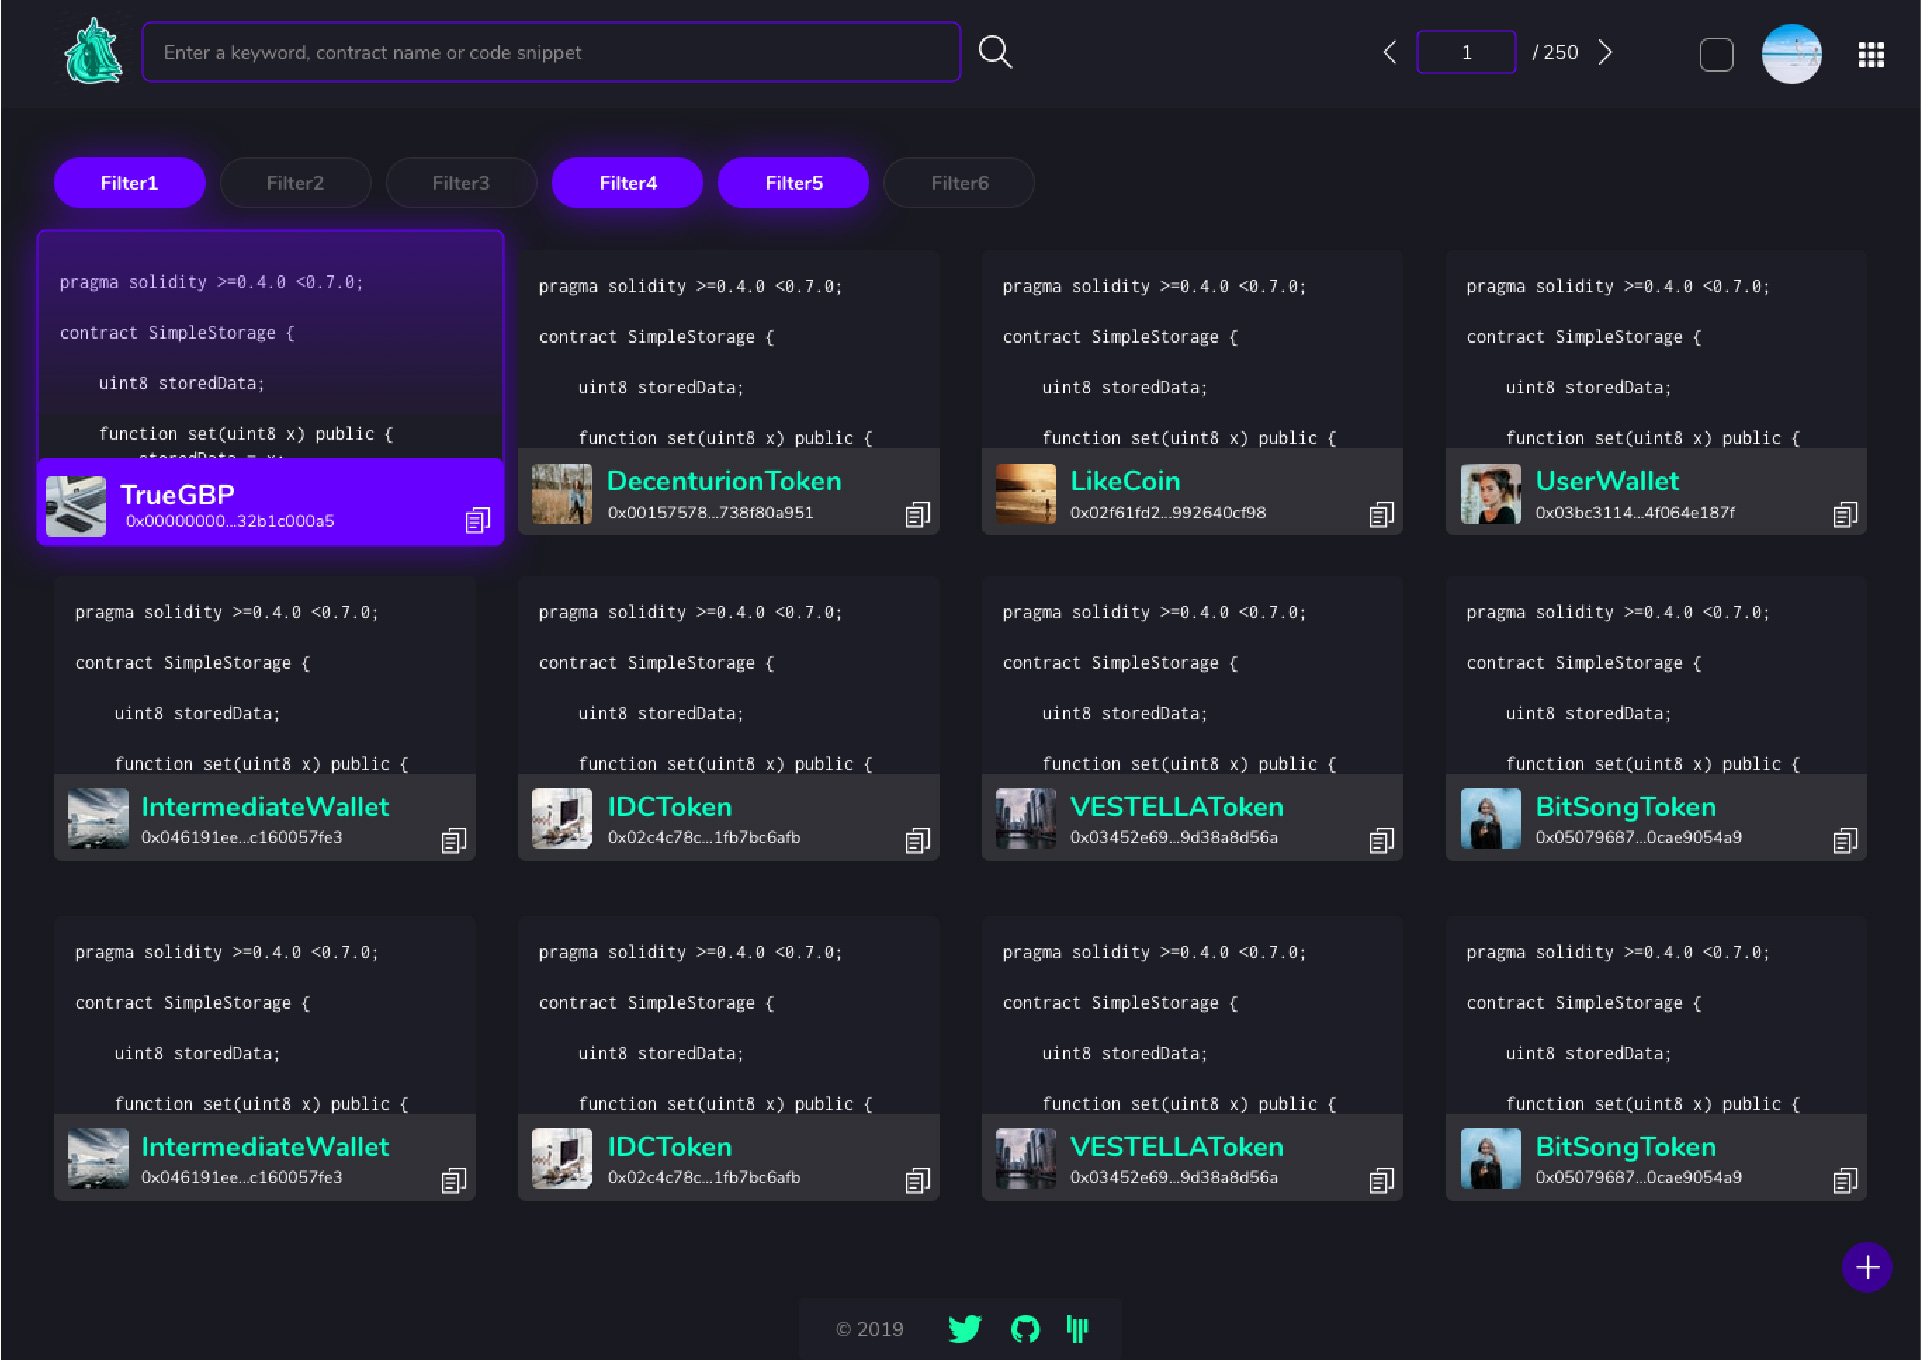 Enter a keyword, contract name or code snippet
1 / 250
Filter1 Filter2 Filter3 Filter4 Filter5 Filter6
pragma solidity >=0.4.0 <0.7.0;
contract SimpleStorage {
uint8 storedData;
function set(uint8 x) public {
storedData = x;
TrueGBP
0x00000000...32b1c000a5
pragma solidity >=0.4.0 <0.7.0;
contract SimpleStorage {
uint8 storedData;
function set(uint8 x) public {
DecenturionToken
0x00157578...738f80a951
pragma solidity >=0.4.0 <0.7.0;
contract SimpleStorage {
uint8 storedData;
function set(uint8 x) public {
LikeCoin
0x02f61fd2...992640cf98
pragma solidity >=0.4.0 <0.7.0;
contract SimpleStorage {
uint8 storedData;
function set(uint8 x) public {
UserWallet
0x03bc3114...4f064e187f
pragma solidity >=0.4.0 <0.7.0;
contract SimpleStorage {
uint8 storedData;
function set(uint8 x) public {
IntermediateWallet
0x046191ee...c160057fe3
pragma solidity >=0.4.0 <0.7.0;
contract SimpleStorage {
uint8 storedData;
function set(uint8 x) public {
IDCToken
0x02c4c78c...1fb7bc6afb
pragma solidity >=0.4.0 <0.7.0;
contract SimpleStorage {
uint8 storedData;
function set(uint8 x) public {
VESTELLAToken
0x03452e69...9d38a8d56a
pragma solidity >=0.4.0 <0.7.0;
contract SimpleStorage {
uint8 storedData;
function set(uint8 x) public {
BitSongToken
0x05079687...0cae9054a9
pragma solidity >=0.4.0 <0.7.0;
contract SimpleStorage {
uint8 storedData;
function set(uint8 x) public {
IntermediateWallet
0x046191ee...c160057fe3
pragma solidity >=0.4.0 <0.7.0;
contract SimpleStorage {
uint8 storedData;
function set(uint8 x) public {
IDCToken
0x02c4c78c...1fb7bc6afb
pragma solidity >=0.4.0 <0.7.0;
contract SimpleStorage {
uint8 storedData;
function set(uint8 x) public {
VESTELLAToken
0x03452e69...9d38a8d56a
pragma solidity >=0.4.0 <0.7.0;
contract SimpleStorage {
uint8 storedData;
function set(uint8 x) public {
BitSongToken
0x05079687...0cae9054a9
© 2019